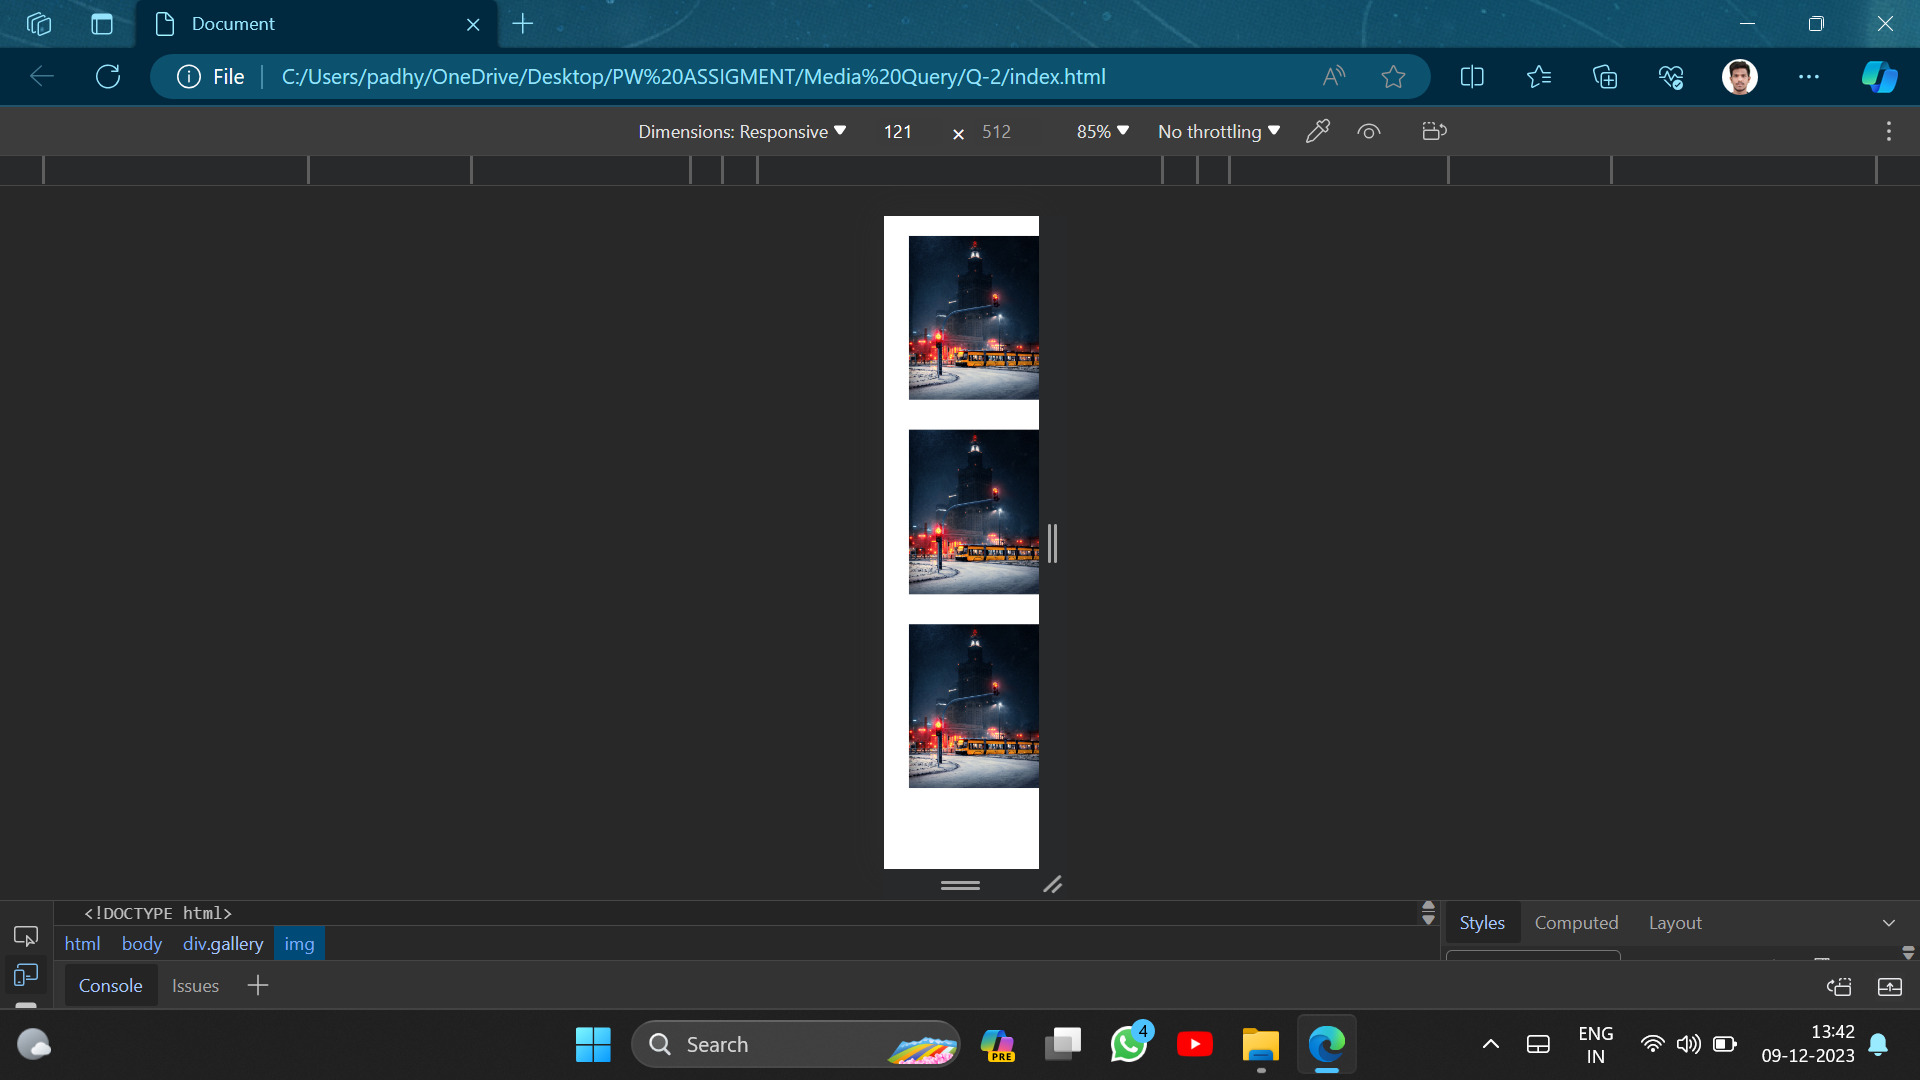 Document
File
C:/Users/padhy/OneDrive/Desktop/PW%20ASSIGMENT/Media%20Query/Q-2/index.html
Dimensions: Responsive 121 × 512 85% No throttling
<!DOCTYPE html>
html body div.gallery img
Styles Computed Layout
Console Issues
Search
PRE
4
ENG
IN
13:42
09-12-2023